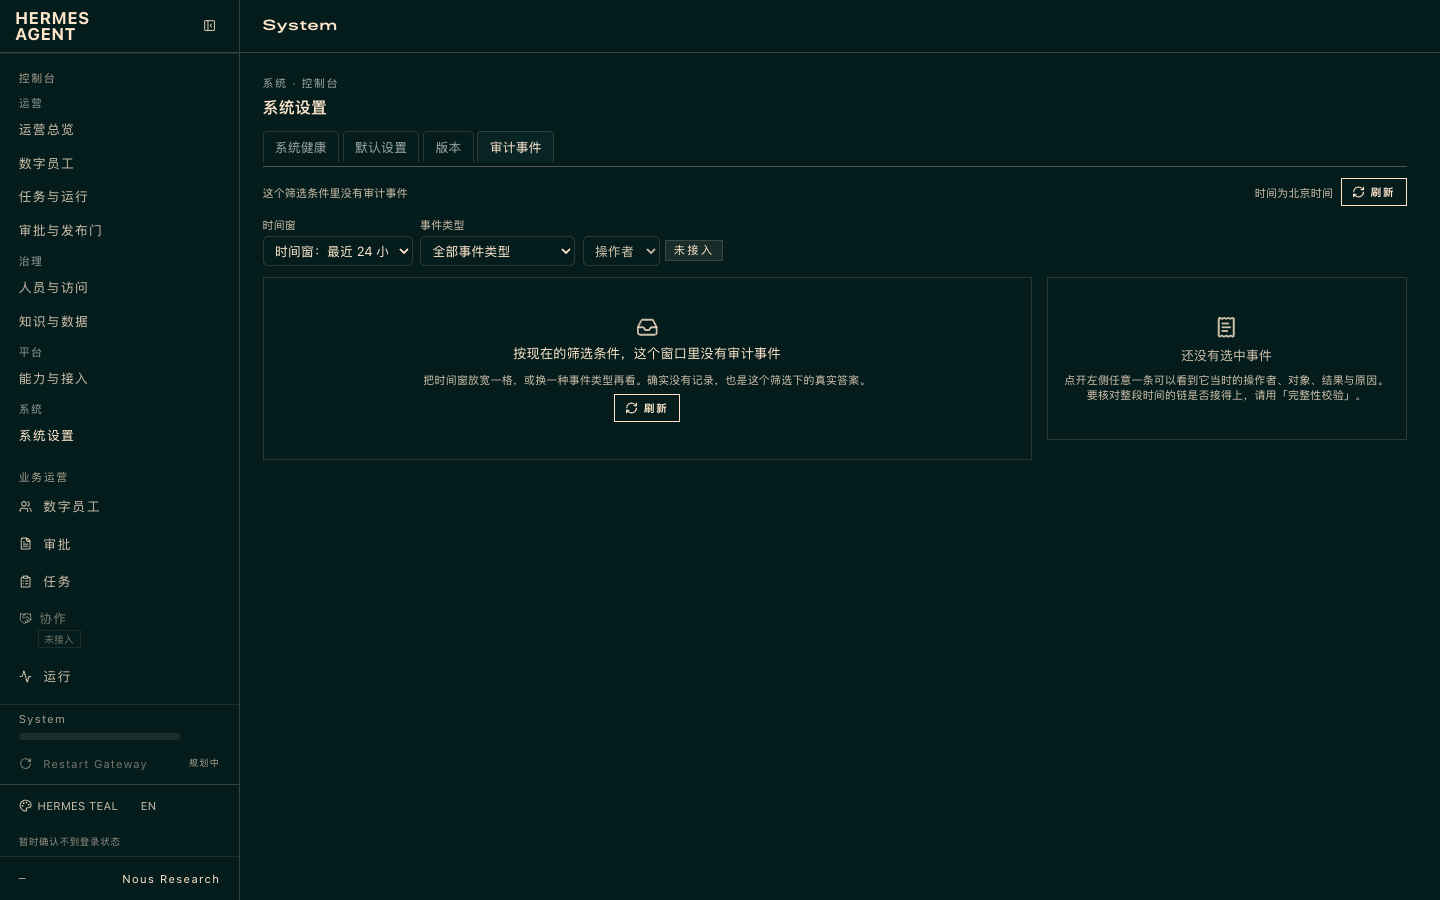 HERMES
AGENT
控制台
运营
运营总览
数字员工
任务与运行
审批与发布门
治理
人员与访问
知识与数据
平台
能力与接入
系统
系统设置
业务运营
数字员工
审批
任务
协作
未接入
运行
System
Restart Gateway 规划中
HERMES TEAL EN
暂时确认不到登录状态
– Nous Research
System
系统 · 控制台
系统设置
系统健康 默认设置 版本 审计事件
这个筛选条件里没有审计事件 时间为北京时间 刷新
时间窗 事件类型
时间窗：最近 24 小 全部事件类型 操作者 未接入
按现在的筛选条件，这个窗口里没有审计事件
把时间窗放宽一格，或换一种事件类型再看。确实没有记录，也是这个筛选下的真实答案。
刷新
还没有选中事件
点开左侧任意一条可以看到它当时的操作者、对象、结果与原因。
要核对整段时间的链是否接得上，请用「完整性校验」。